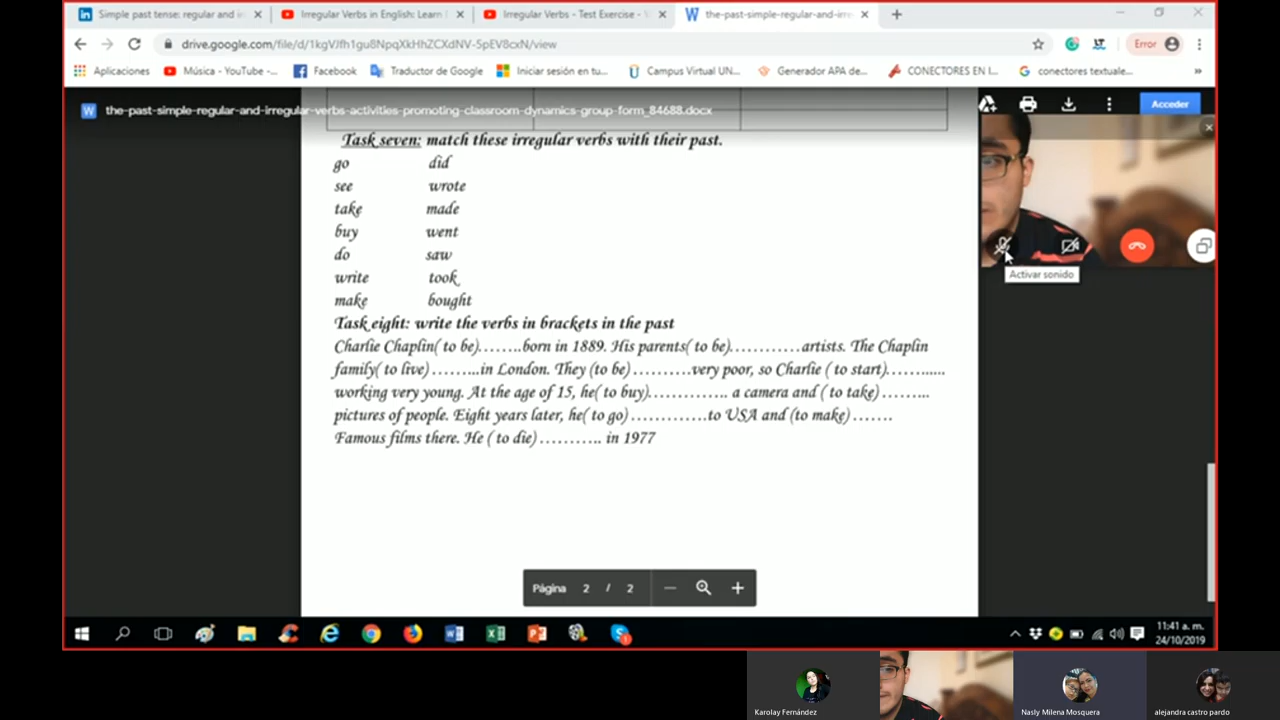 Simple past tense: regular and in
Irregular Verbs in English: Learn
Irregular Verbs - Test Exercise -
the-past-simple-regular-and-irre
drive.google.com/file/d/1kgVJfh1gu8NpqXkHhZCXdNV-5pEV8cxN/view
Error
Aplicaciones
Música - YouTube -...
Facebook
Traductor de Google
Iniciar sesión en tu...
Campus Virtual UN...
Generador APA de...
CONECTORES EN I...
conectores textuale...
»
the-past-simple-regular-and-irregular-verbs-activities-promoting-classroom-dynamics-group-form_84688.docx
Acceder
Task seven: match these irregular verbs with their past.
go did
see wrote
take made
buy went
do saw
write took
make bought
Task eight: write the verbs in brackets in the past
Charlie Chaplin( to be)........born in 1889. His parents( to be)............artists. The Chaplin
family( to live).........in London. They (to be)..........very poor, so Charlie ( to start).............
working very young. At the age of 15, he( to buy)............. a camera and ( to take).........
pictures of people. Eight years later, he( to go).............to USA and (to make).......
Famous films there. He ( to die)........... in 1977
Activar sonido
Página 2 / 2
11:41 a. m.
24/10/2019
Karolay Fernández
Nasly Milena Mosquera
alejandra castro pardo